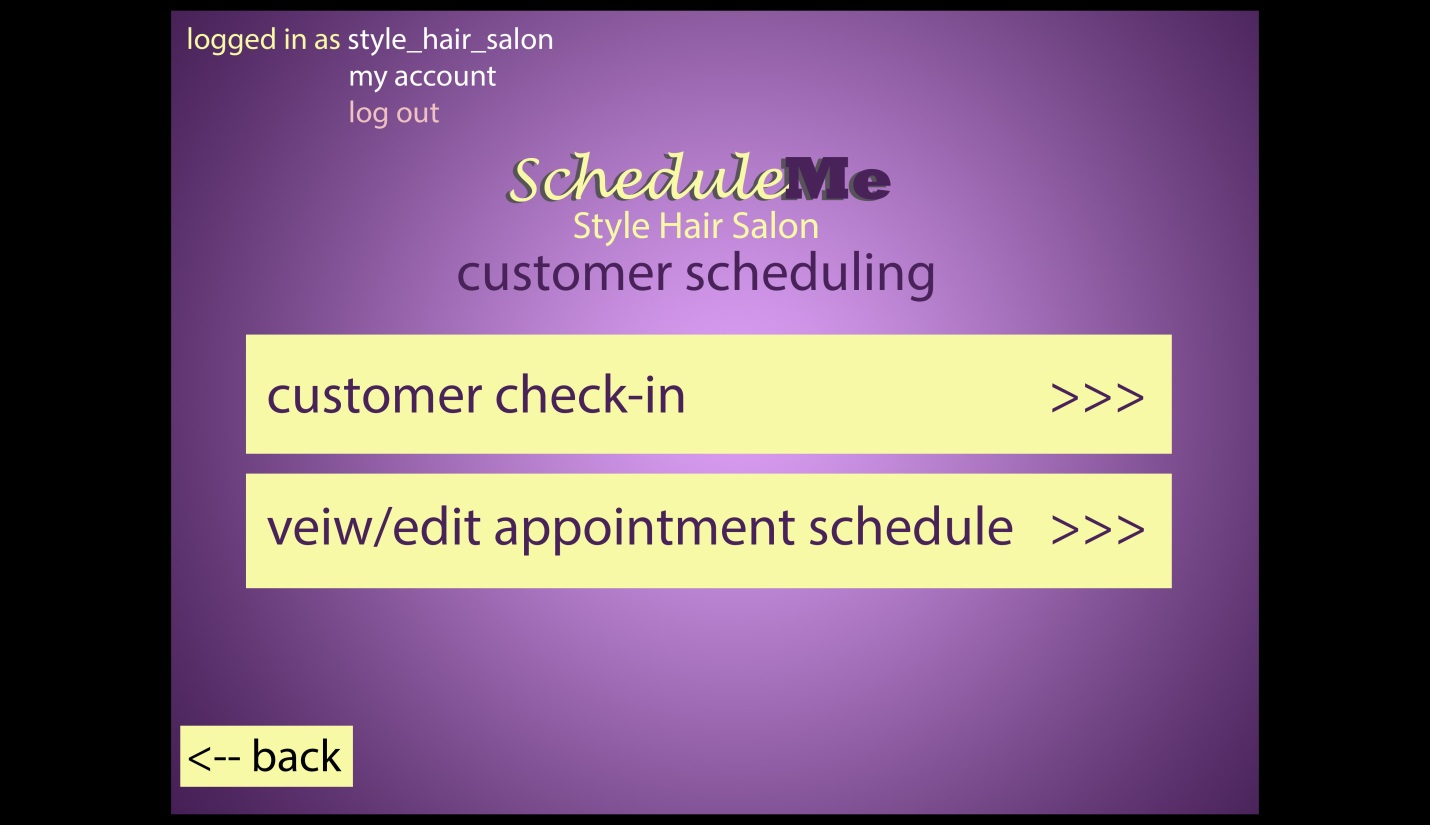 logged in as style_hair_salon
my account
log out
ScheduleMe
Style Hair Salon
customer scheduling
customer check-in >>>
veiw/edit appointment schedule >>>
<-- back